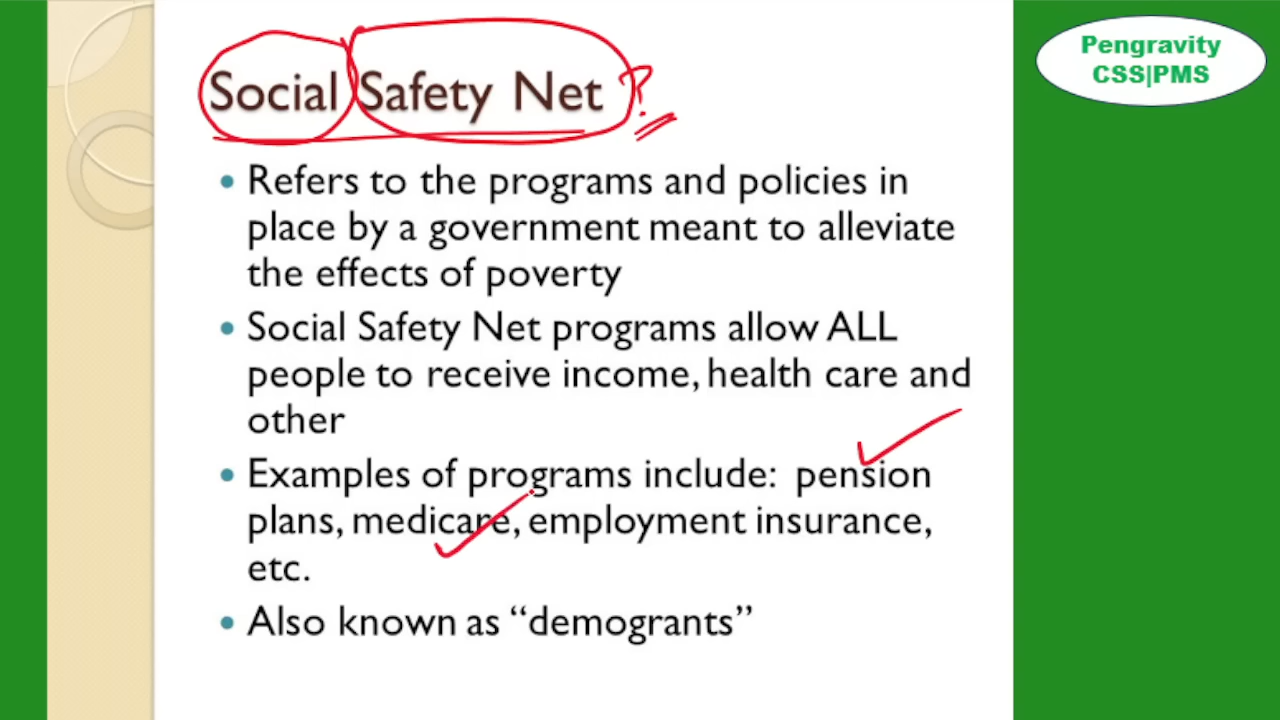 Social Safety Net ?
Pengravity
CSS|PMS
• Refers to the programs and policies in
place by a government meant to alleviate
the effects of poverty
• Social Safety Net programs allow ALL
people to receive income, health care and
other
• Examples of programs include: pension
plans, medicare, employment insurance,
etc.
• Also known as “demogrants”